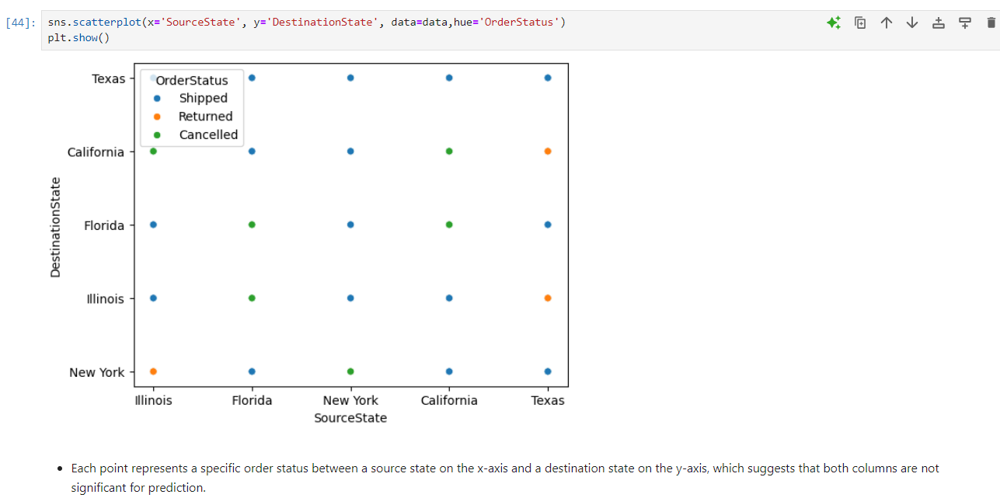 [44]: sns.scatterplot(x='SourceState', y='DestinationState', data=data,hue='OrderStatus')
plt.show()
OrderStatus
Shipped
Returned
Cancelled
Texas
California
Florida
Illinois
New York
DestinationState
Illinois Florida New York California Texas
SourceState
• Each point represents a specific order status between a source state on the x-axis and a destination state on the y-axis, which suggests that both columns are not
significant for prediction.